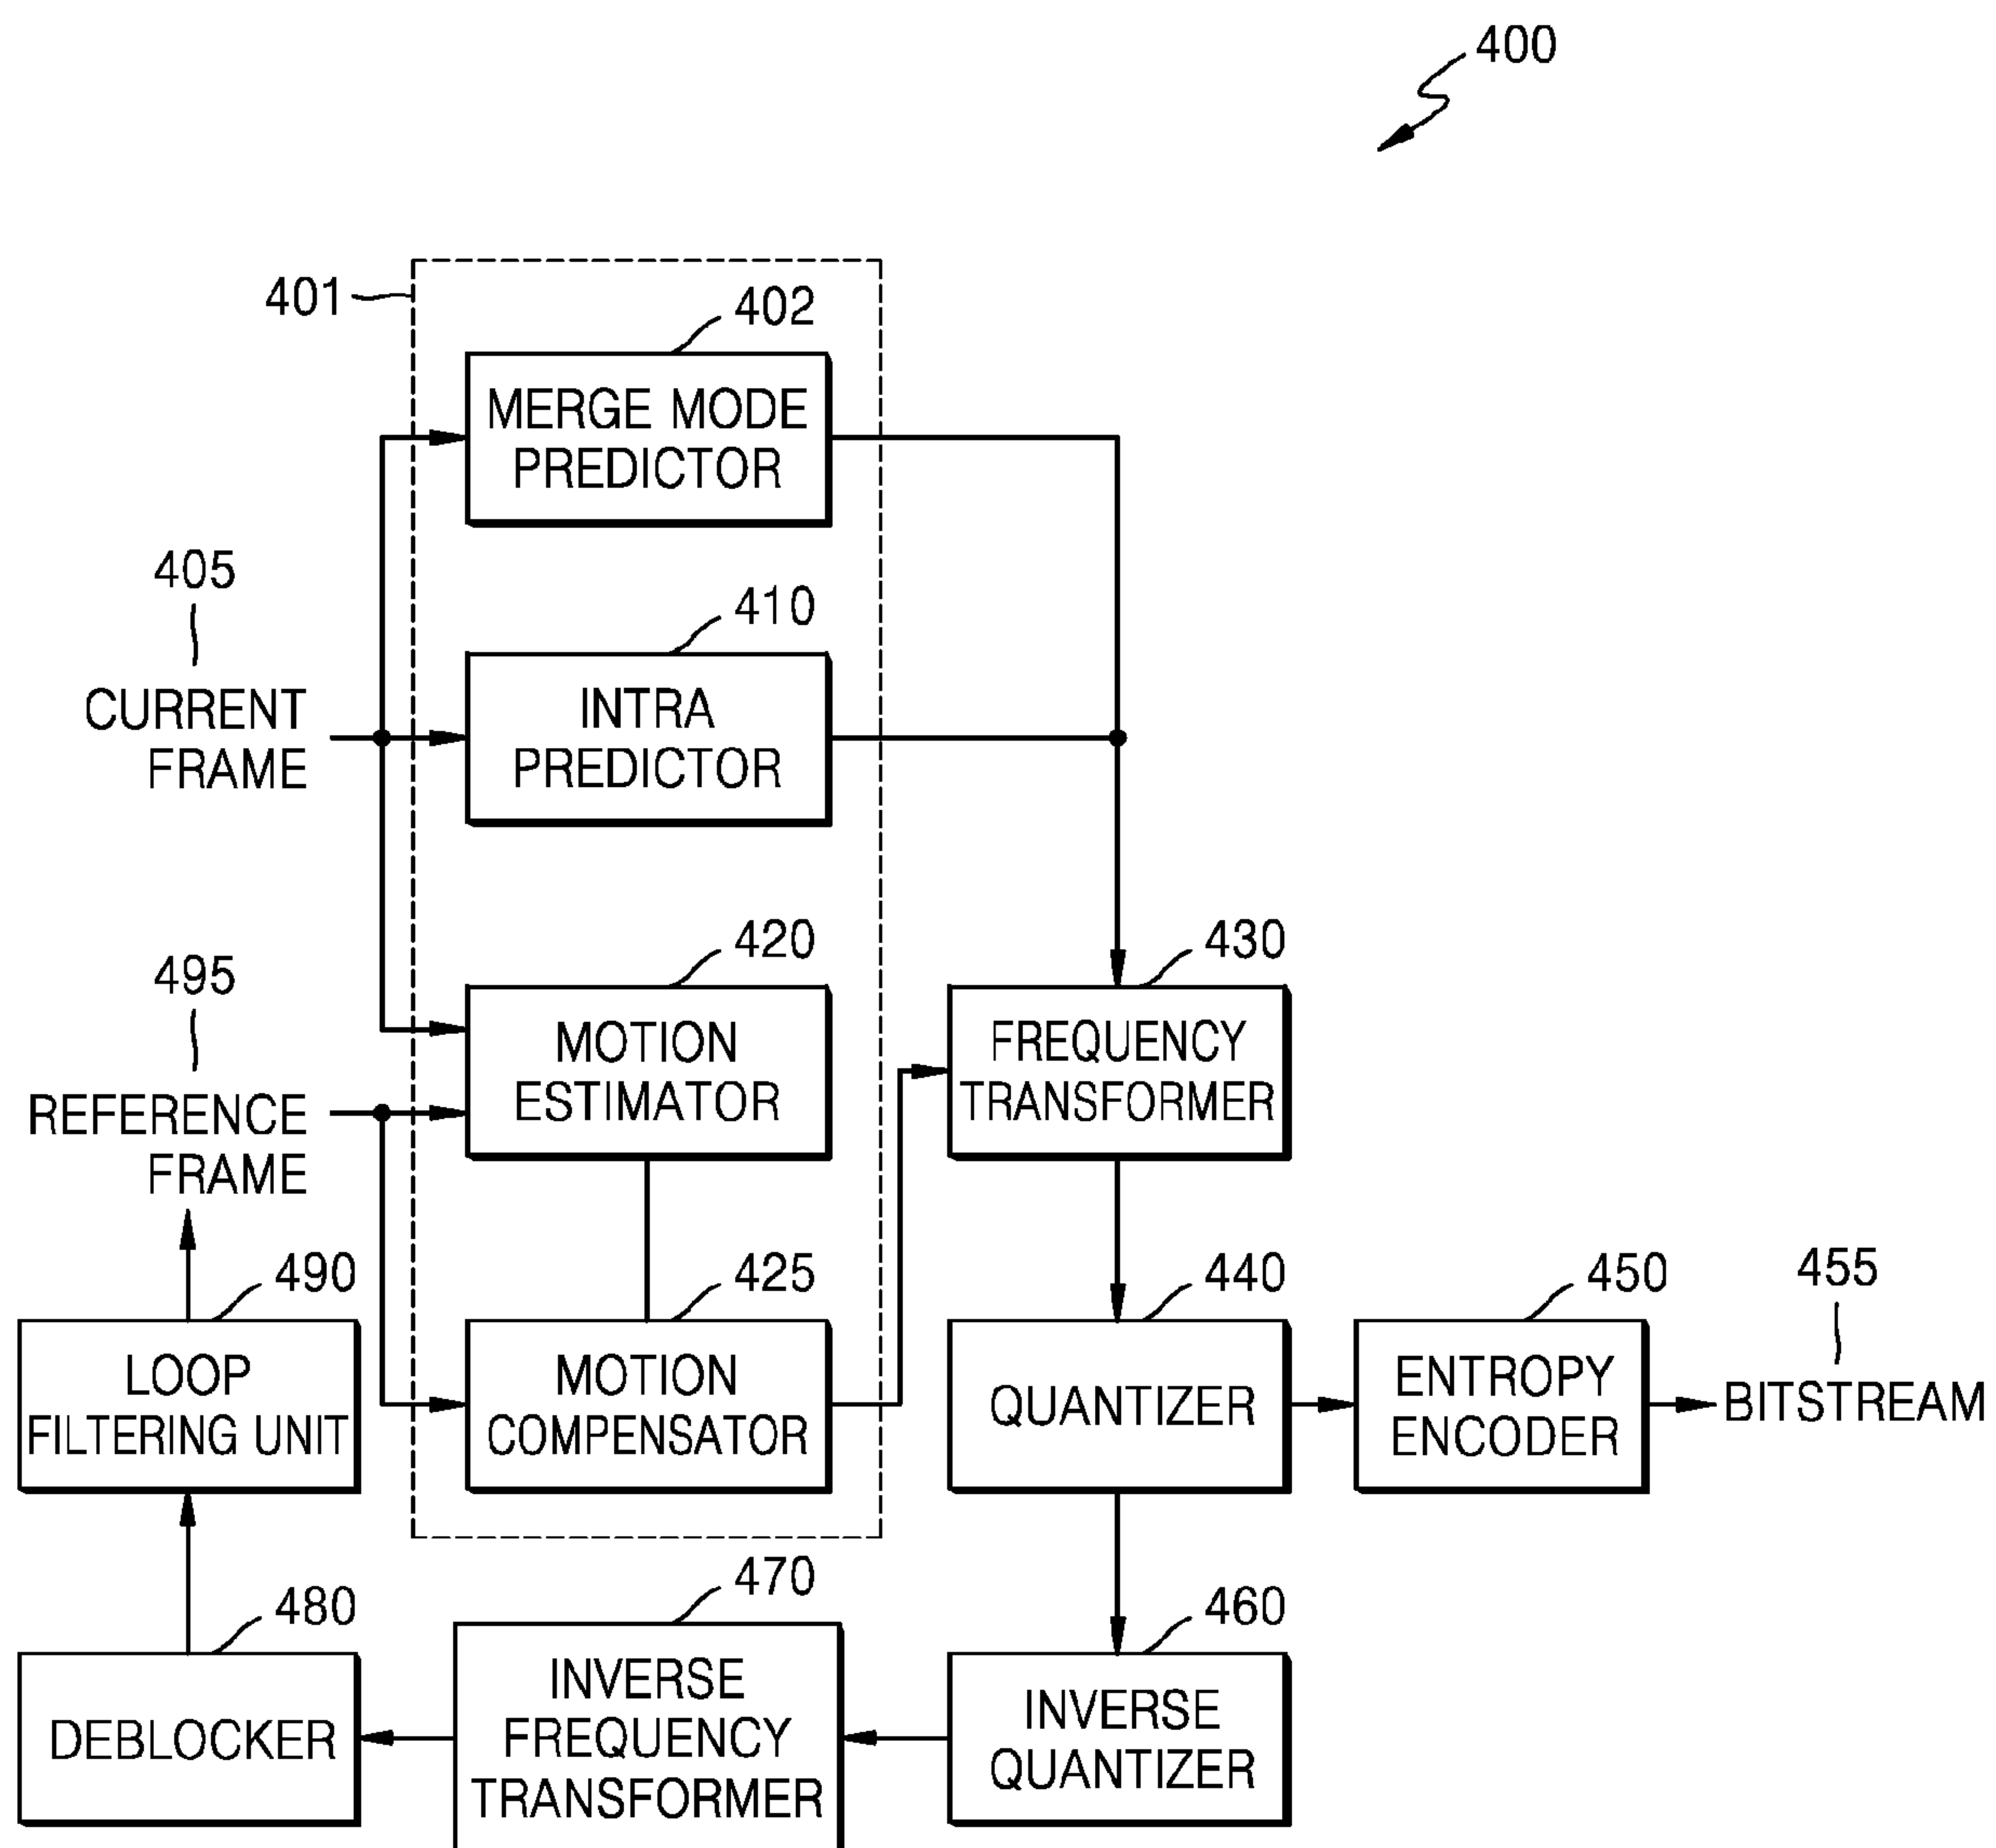 400
401
402
MERGE MODE
PREDICTOR
405
CURRENT
FRAME
410
INTRA
PREDICTOR
495
REFERENCE
FRAME
420
MOTION
ESTIMATOR
430
FREQUENCY
TRANSFORMER
490
LOOP
FILTERING UNIT
425
MOTION
COMPENSATOR
440
QUANTIZER
450
ENTROPY
ENCODER
455
BITSTREAM
480
DEBLOCKER
470
INVERSE
FREQUENCY
TRANSFORMER
460
INVERSE
QUANTIZER